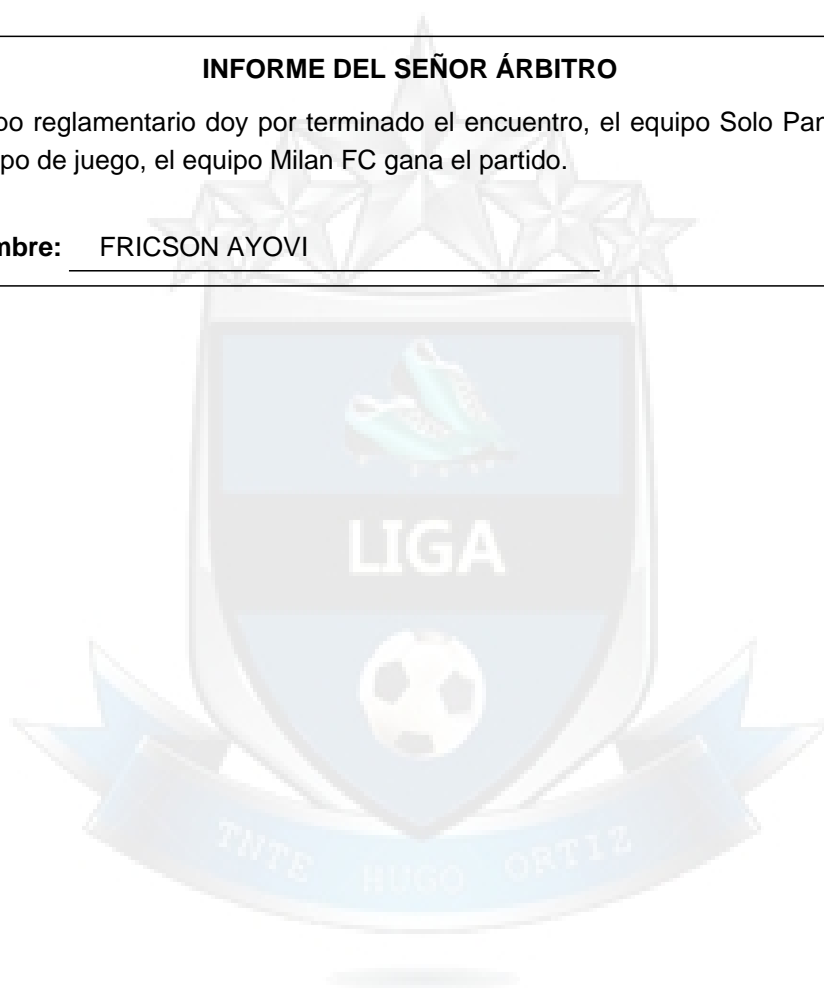 INFORME DEL SEÑOR ÁRBITRO
po reglamentario doy por terminado el encuentro, el equipo Solo Par
po de juego, el equipo Milan FC gana el partido.
mbre: FRICSON AYOVI
LIGA
TNTE HUGO ORTIZ